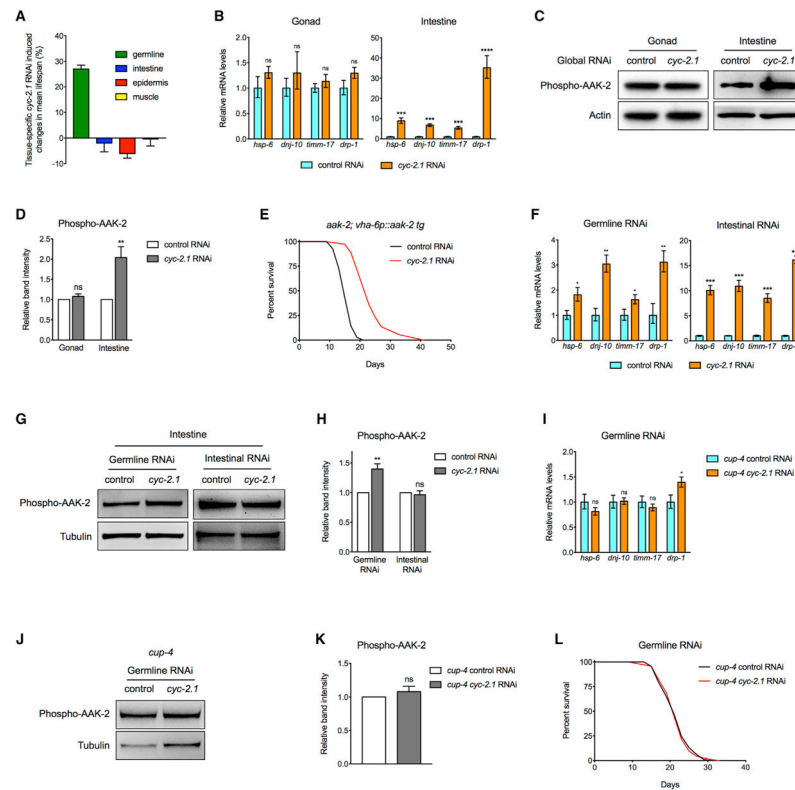 A
Tissue-specific cyc-2.1 RNAi induced
changes in mean lifespan (%)
30
20
10
0
-10
germline
intestine
epidermis
muscle
B
Gonad
Intestine
Relative mRNA levels
2.0
1.5
1.0
0.5
0.0
ns
ns
ns
ns
hsp-6 dnj-10 timm-17 drp-1
50
40
30
20
10
0
***
***
***
****
hsp-6 dnj-10 timm-17 drp-1
control RNAi
cyc-2.1 RNAi
C
Gonad
Intestine
Global RNAi
control cyc-2.1
control cyc-2.1
Phospho-AAK-2
Actin
D
Phospho-AAK-2
Relative band intensity
2.5
2.0
1.5
1.0
0.5
0.0
ns
**
Gonad Intestine
control RNAi
cyc-2.1 RNAi
E
aak-2; vha-6p::aak-2 tg
Percent survival
100
75
50
25
0
0 10 20 30 40 50
Days
control RNAi
cyc-2.1 RNAi
F
Germline RNAi
Intestinal RNAi
Relative mRNA levels
4
3
2
1
0
*
**
*
**
hsp-6 dnj-10 timm-17 drp-1
20
15
10
5
0
***
***
***
hsp-6 dnj-10 timm-17 drp-
control RNAi
cyc-2.1 RNAi
G
Intestine
Germline RNAi
Intestinal RNAi
control cyc-2.1
control cyc-2.1
Phospho-AAK-2
Tubulin
H
Phospho-AAK-2
Relative band intensity
1.5
1.0
0.5
0.0
**
ns
Germline
RNAi
Intestinal
RNAi
control RNAi
cyc-2.1 RNAi
I
Germline RNAi
Relative mRNA levels
2.0
1.5
1.0
0.5
0.0
ns
ns
ns
*
hsp-6 dnj-10 timm-17 drp-1
cup-4 control RNAi
cup-4 cyc-2.1 RNAi
J
cup-4
Germline RNAi
control cyc-2.1
Phospho-AAK-2
Tubulin
K
Phospho-AAK-2
Relative band intensity
1.5
1.0
0.5
0.0
ns
cup-4 control RNAi
cup-4 cyc-2.1 RNAi
L
Germline RNAi
Percent survival
100
75
50
25
0
0 10 20 30 40
Days
cup-4 control RNAi
cup-4 cyc-2.1 RNAi